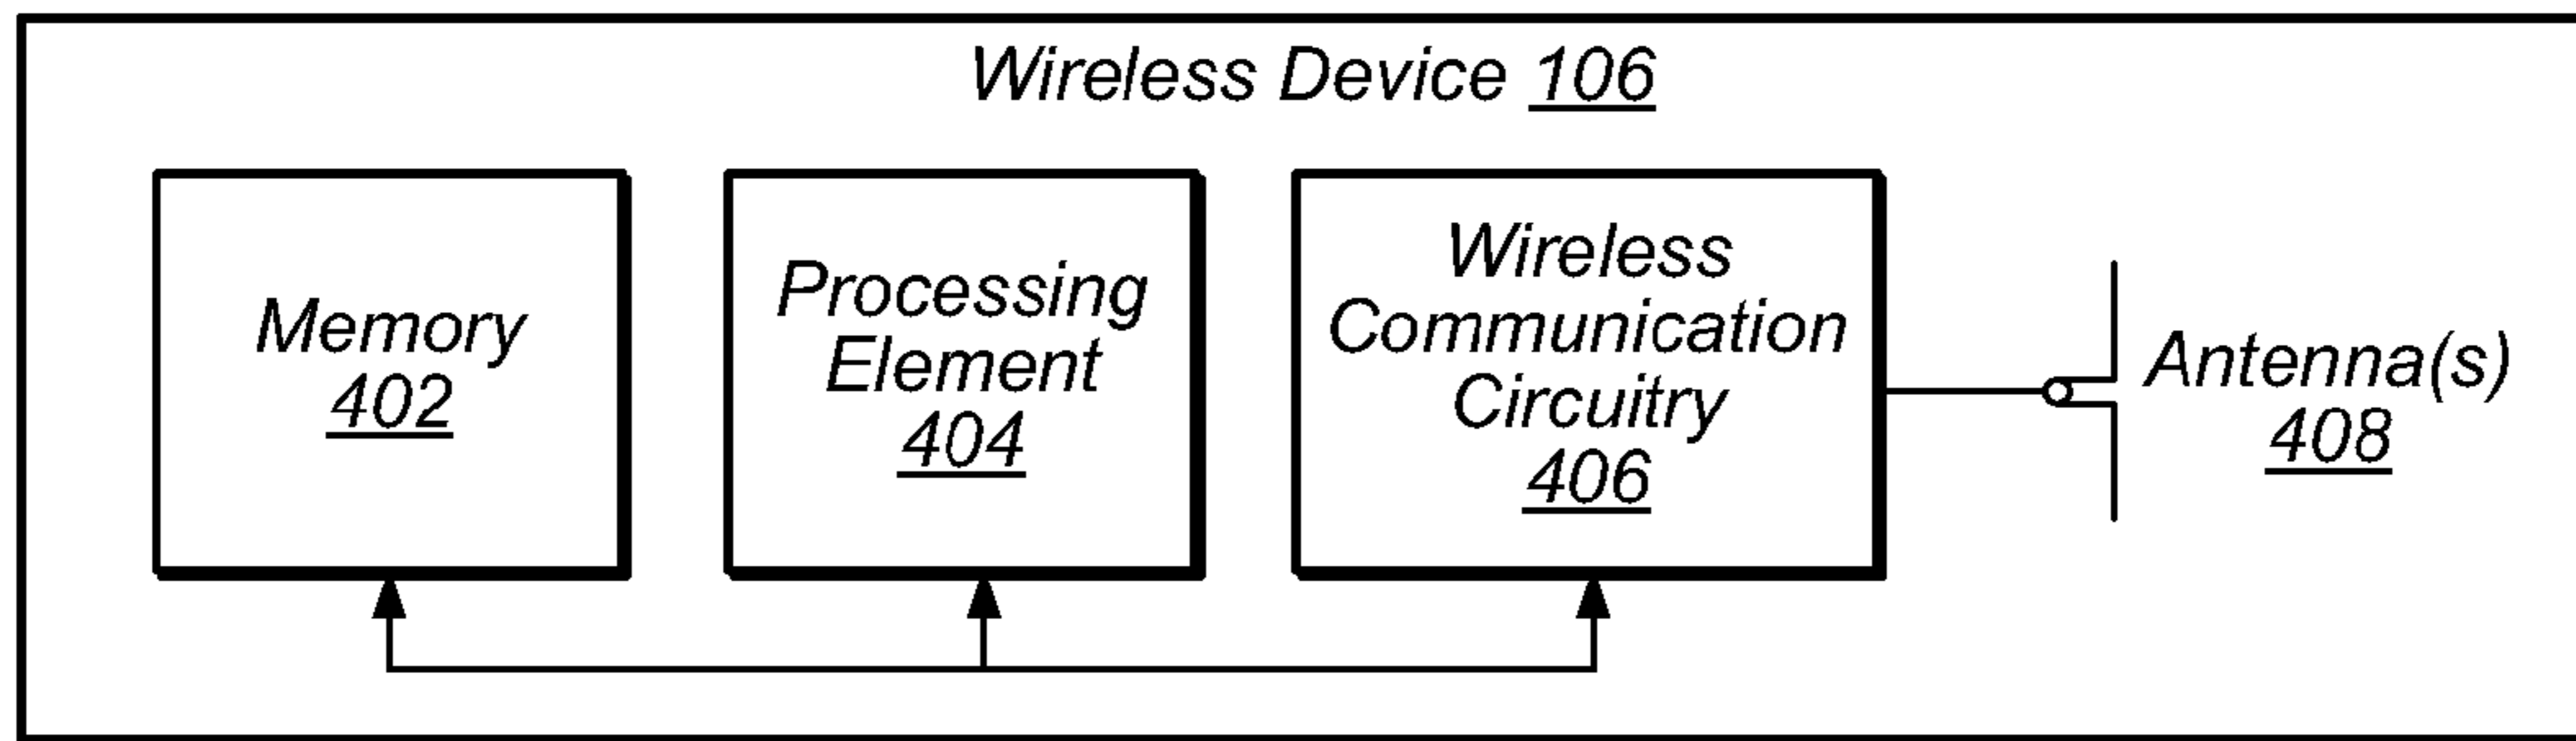 Wireless Device 106
Memory
402
Processing
Element
404
Wireless
Communication
Circuitry
406
Antenna(s)
408